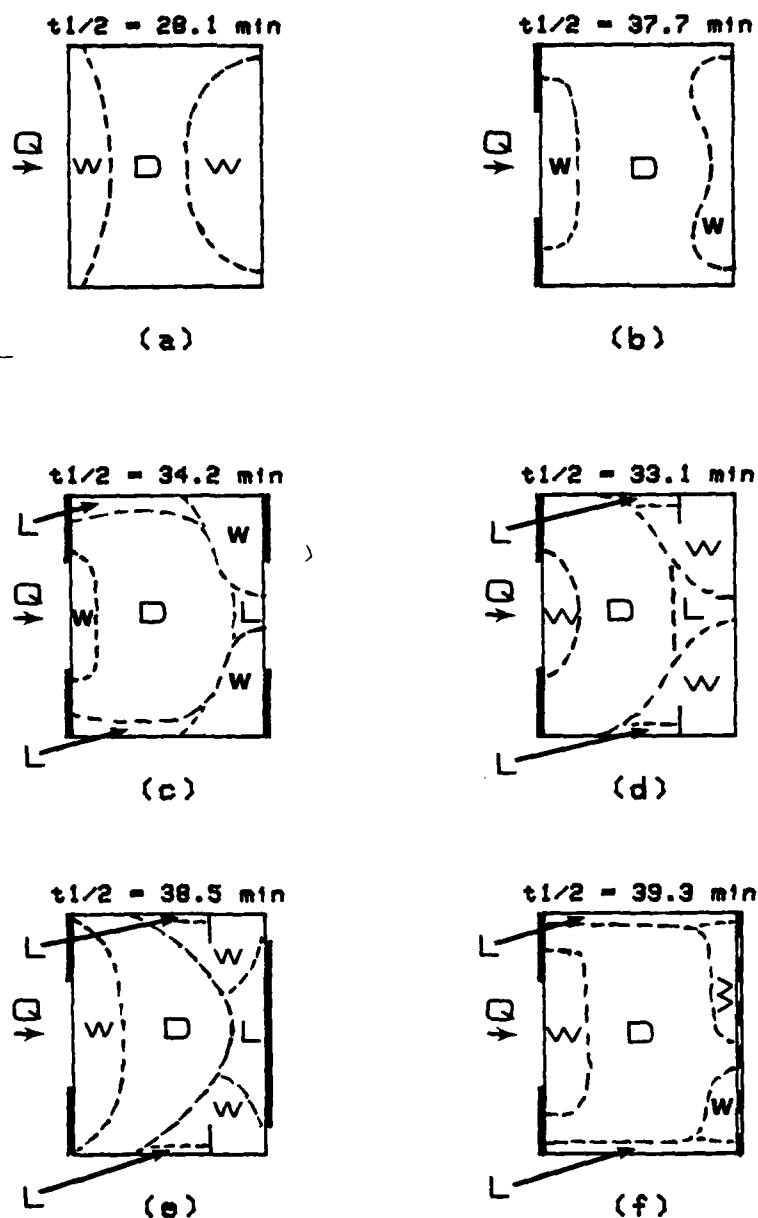 t1/2 = 28.1 min
t1/2 = 37.7 min
Q W D W
Q W D W
(a)
(b)
t1/2 = 34.2 min
t1/2 = 33.1 min
L W
L W
Q W D L
Q W D L
W
W
L
L
(c)
(d)
t1/2 = 38.5 min
t1/2 = 39.3 min
L W
L W
Q W D L
Q W D
W
W
L
L
(e)
(f)